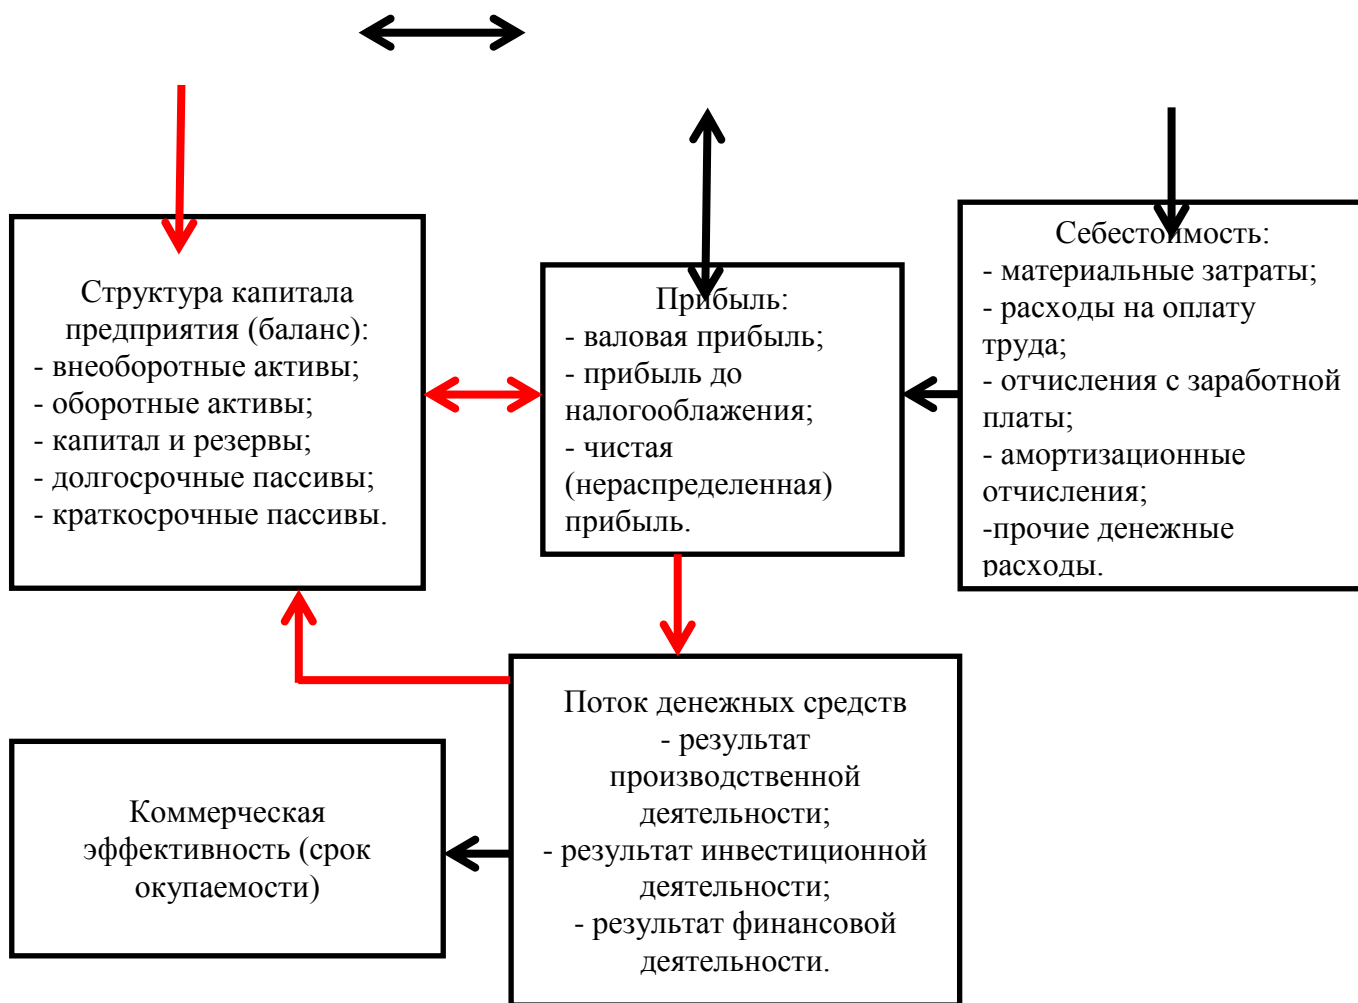 Структура капитала
предприятия (баланс):
- внеоборотные активы;
- оборотные активы;
- капитал и резервы;
- долгосрочные пассивы;
- краткосрочные пассивы.
Прибыль:
- валовая прибыль;
- прибыль до
налогооблажения;
- чистая
(нераспределенная)
прибыль.
Себестоимость:
- материальные затраты;
- расходы на оплату
труда;
- отчисления с заработной
платы;
- амортизационные
отчисления;
-прочие денежные
расходы.
Поток денежных средств
- результат
производственной
деятельности;
- результат инвестиционной
деятельности;
- результат финансовой
деятельности.
Коммерческая
эффективность (срок
окупаемости)